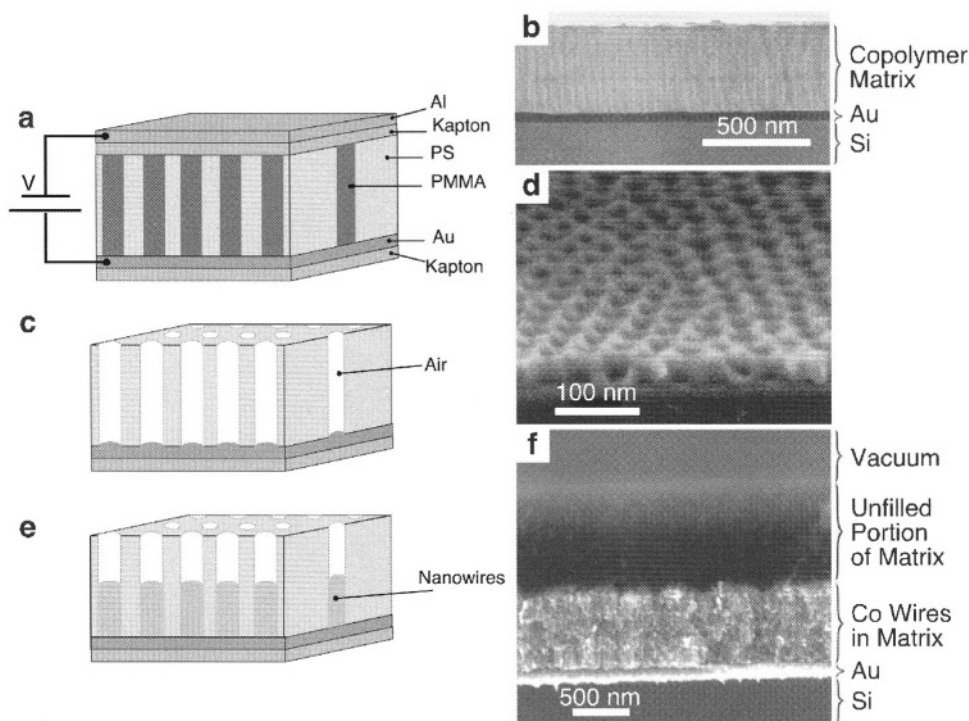 a
Al
Kapton
PS
PMMA
Au
Kapton
V
b
Copolymer
Matrix
Au
Si
500 nm
c
Air
d
100 nm
e
Nanowires
f
Vacuum
Unfilled
Portion
of Matrix
Co Wires
in Matrix
Au
Si
500 nm